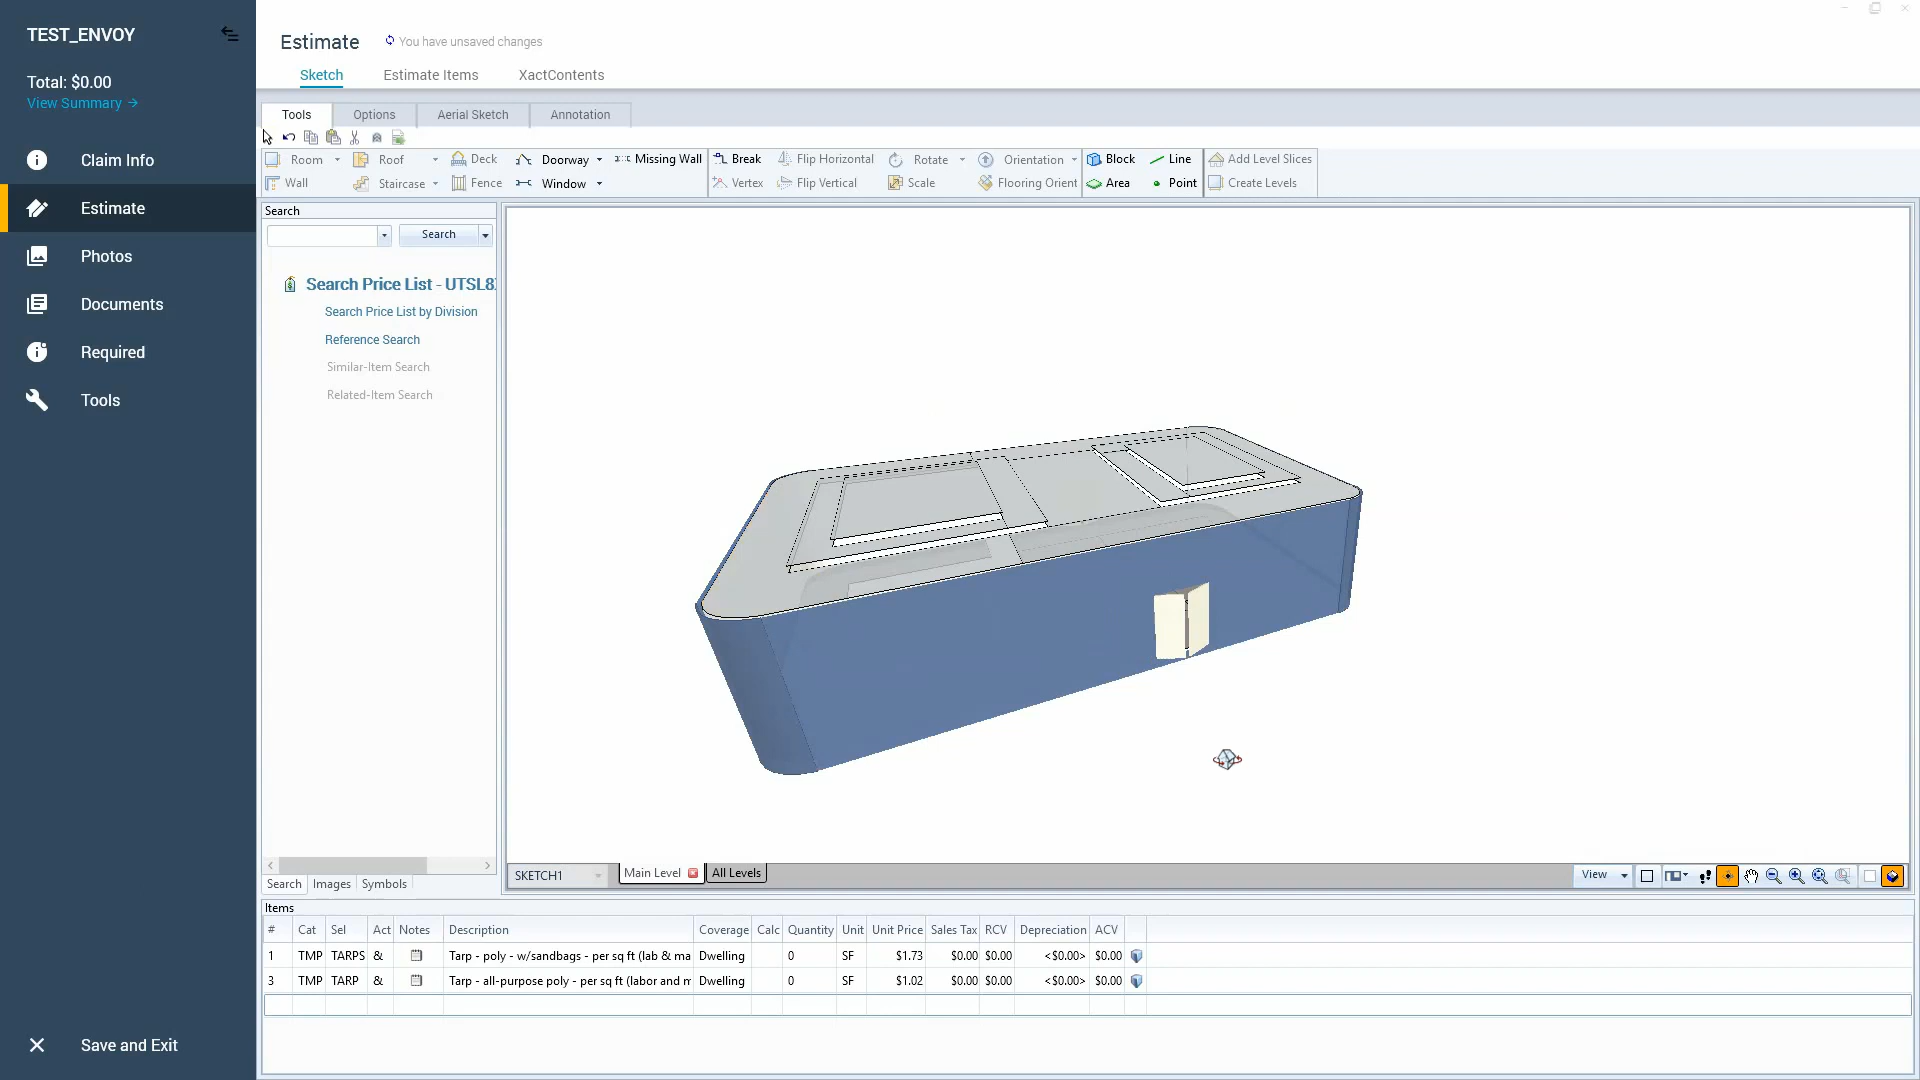 TEST_ENVOY
Total: $0.00
View Summary
Claim Info
Estimate
Photos
Documents
Required
Tools
Save and Exit
Estimate
You have unsaved changes
Sketch Estimate Items XactContents
Tools Options Aerial Sketch Annotation
Room Roof Deck Doorway Missing Wall Break Flip Horizontal Rotate Orientation Block Line Add Level Slices
Wall Staircase Fence Window Vertex Flip Vertical Scale Flooring Orient Area Point Create Levels
Search
Search
Search Price List - UTSL8
Search Price List by Division
Reference Search
Similar-Item Search
Related-Item Search
Search Images Symbols
SKETCH1 Main Level All Levels View
Items
# Cat Sel Act Notes Description Coverage Calc Quantity Unit Unit Price Sales Tax RCV Depreciation ACV
1 TMP TARPS & Tarp - poly - w/sandbags - per sq ft (lab & ma Dwelling 0 SF $1.73 $0.00 $0.00 <$0.00> $0.00
3 TMP TARP & Tarp - all-purpose poly - per sq ft (labor and m Dwelling 0 SF $1.02 $0.00 $0.00 <$0.00> $0.00